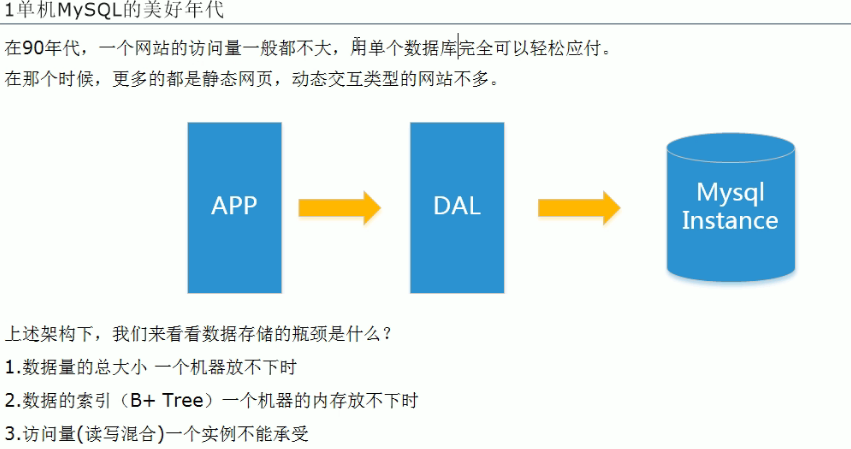 1单机MySQL的美好年代
在90年代，一个网站的访问量一般都不大，用单个数据库完全可以轻松应付。
在那个时候，更多的都是静态网页，动态交互类型的网站不多。
APP
DAL
Mysql
Instance
上述架构下，我们来看看数据存储的瓶颈是什么？
1.数据量的总大小 一个机器放不下时
2.数据的索引（B+ Tree）一个机器的内存放不下时
3.访问量(读写混合)一个实例不能承受